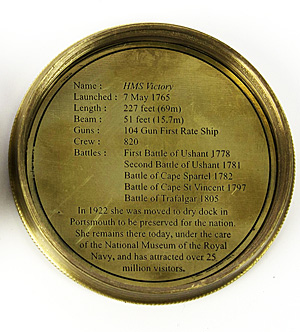 Name : HMS Victory
Launched : 7 May 1765
Length : 227 feet (69m)
Beam : 51 feet (15.7m)
Guns : 104 Gun First Rate Ship
Crew : 820
Battles : First Battle of Ushant 1778
Second Battle of Ushant 1781
Battle of Cape Spartel 1782
Battle of Cape St Vincent 1797
Battle of Trafalgar 1805
In 1922 she was moved to dry dock in
Portsmouth to be preserved for the nation.
She remains there today, under the care
of the National Museum of the Royal
Navy, and has attracted over 25
million visitors.